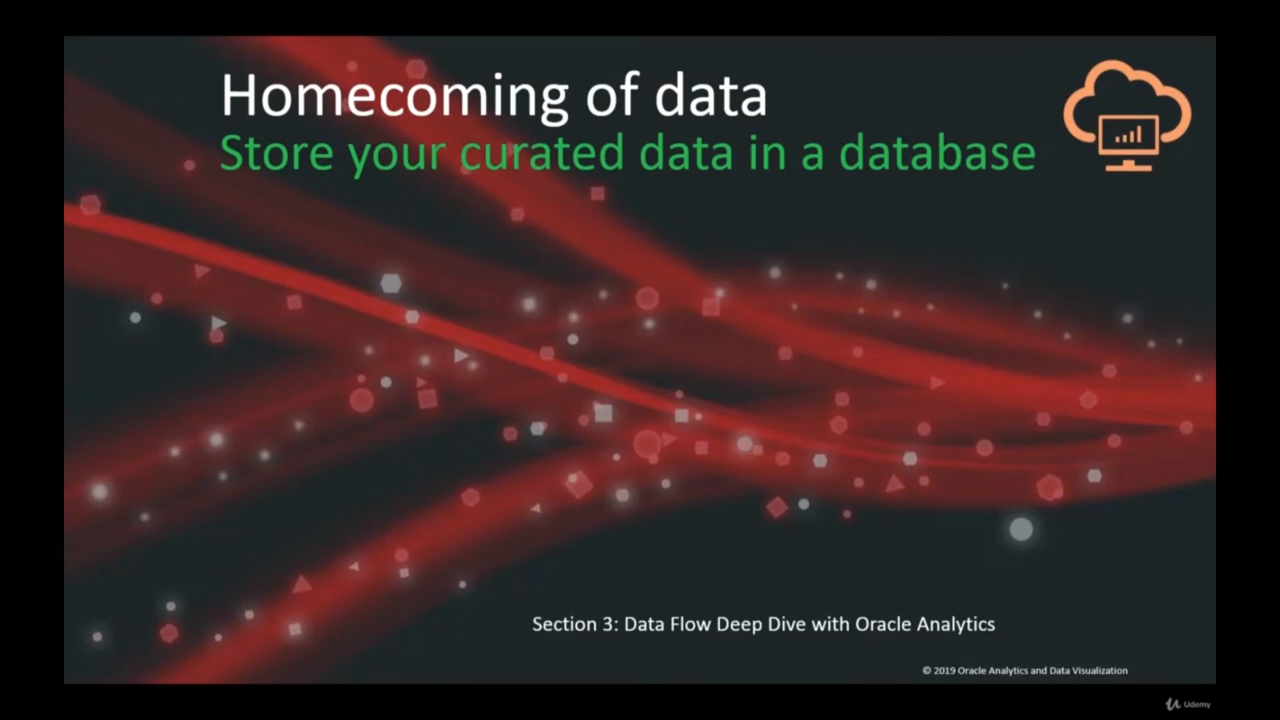 Homecoming of data
Store your curated data in a database
Section 3: Data Flow Deep Dive with Oracle Analytics
© 2019 Oracle Analytics and Data Visualization
Udemy